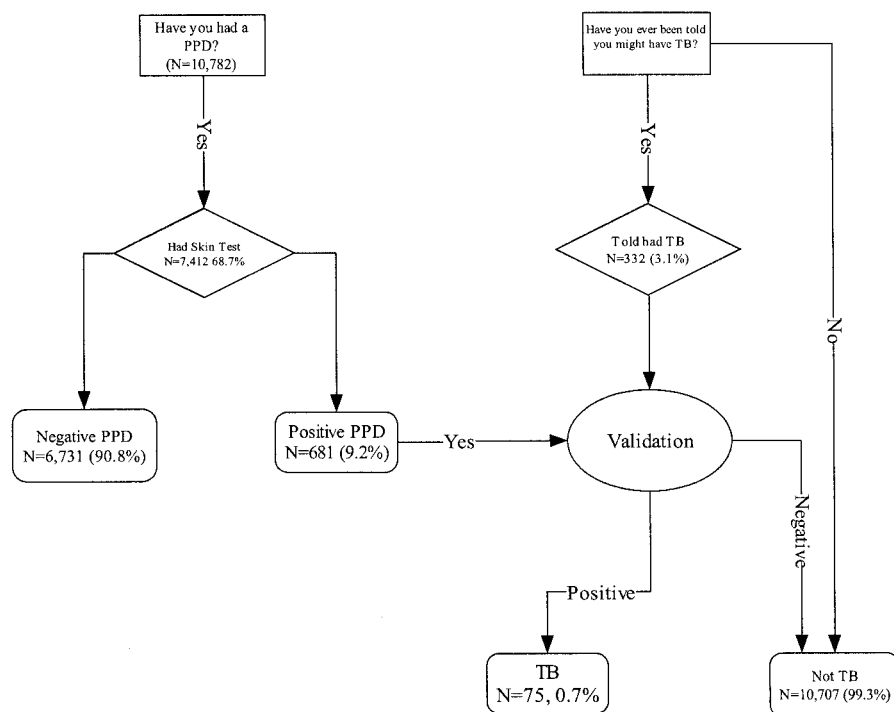 Have you had a
PPD?
(N=10,782)
Have you ever been told
you might have TB?
Yes
Yes
Had Skin Test
N=7,412 68.7%
Told had TB
N=332 (3.1%)
No
Negative PPD
N=6,731 (90.8%)
Positive PPD
N=681 (9.2%)
Yes
Validation
Negative
Positive
TB
N=75, 0.7%
Not TB
N=10,707 (99.3%)